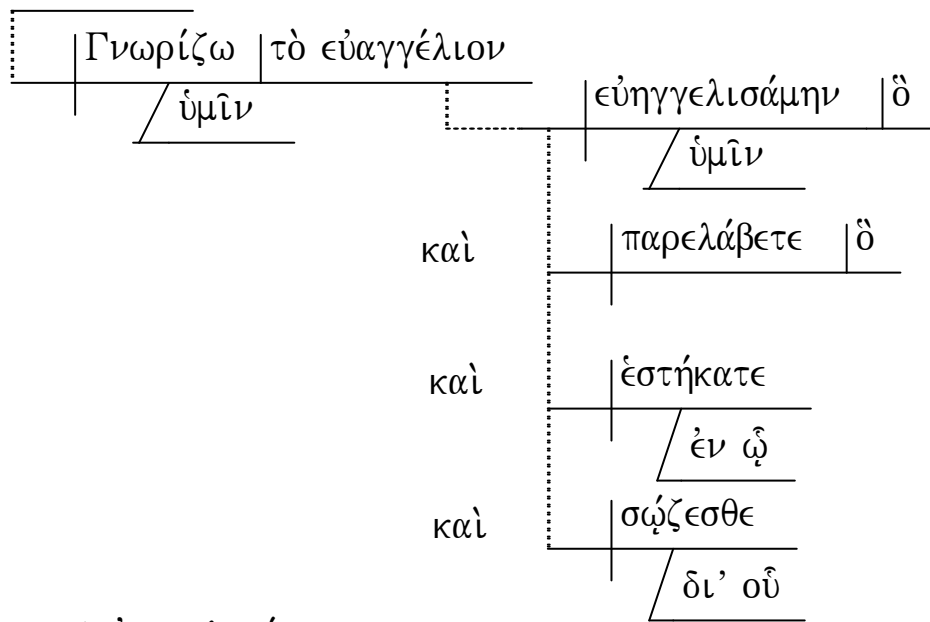 Γνωρίζω τὸ εὐαγγέλιον
ὑμῖν
εὐηγγελισάμην ὃ
ὑμῖν
καὶ παρελάβετε ὃ
καὶ ἑστήκατε
ἐν ᾧ
καὶ σῴζεσθε
δι’ οὗ